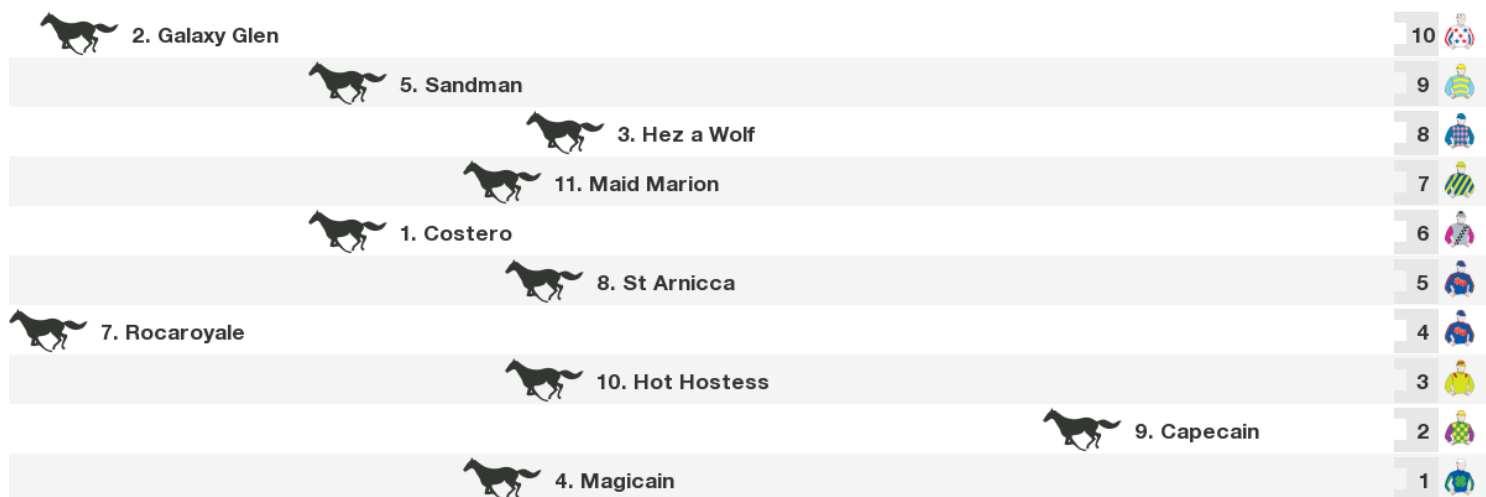 2. Galaxy Glen 10
5. Sandman 9
3. Hez a Wolf 8
11. Maid Marion 7
1. Costero 6
8. St Arnicca 5
7. Rocaroyale 4
10. Hot Hostess 3
9. Capecain 2
4. Magicain 1